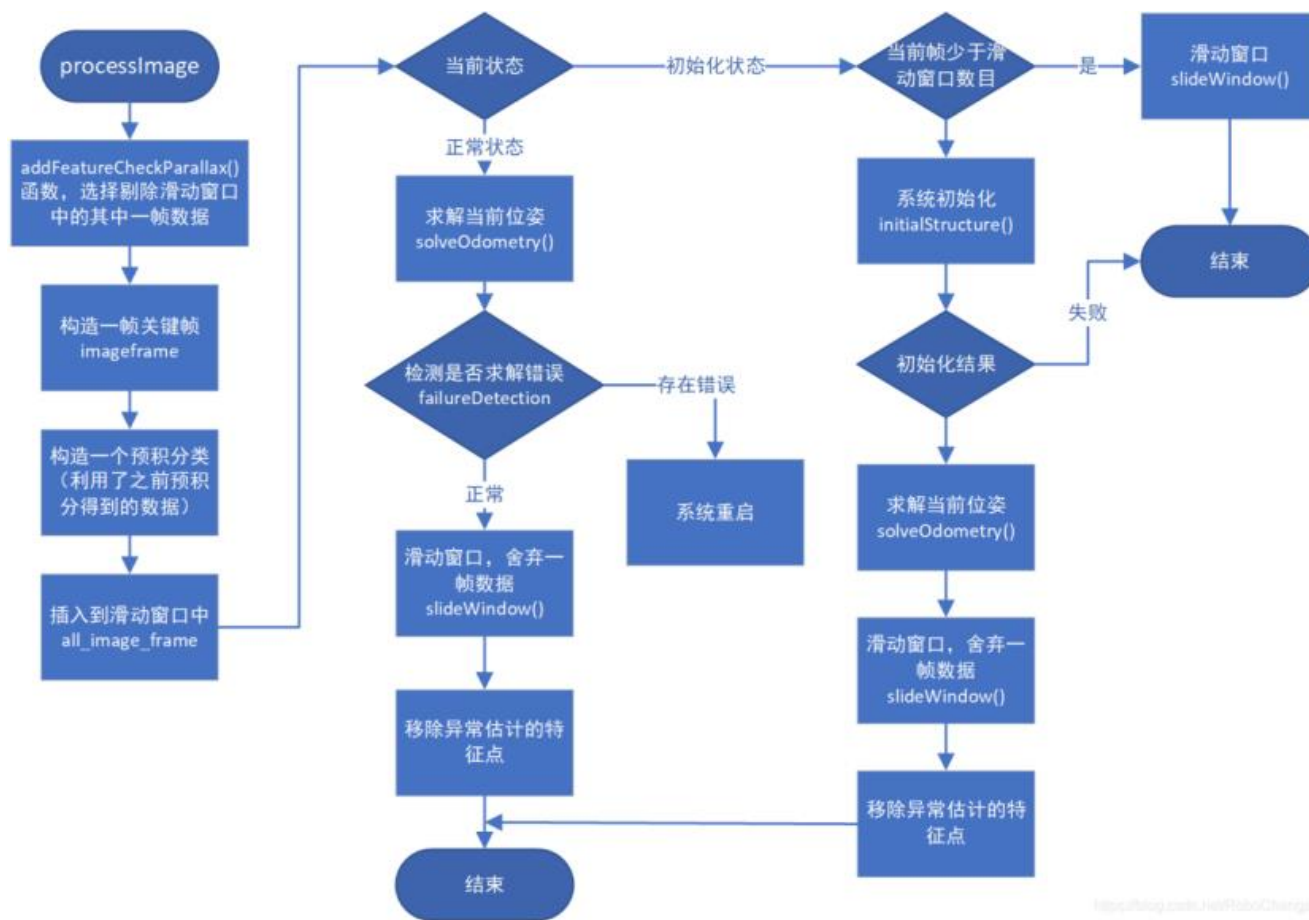 processImage
addFeatureCheckParallax()
函数，选择剔除滑动窗口
中的其中一帧数据
构造一帧关键帧
imageframe
构造一个预积分类
（利用了之前预积
分得到的数据）
插入到滑动窗口中
all_image_frame
当前状态
初始化状态
正常状态
求解当前位姿
solveOdometry()
检测是否求解错误
failureDetection
存在错误
系统重启
正常
滑动窗口，舍弃一
帧数据
slideWindow()
移除异常估计的特
征点
结束
当前帧少于滑
动窗口数目
是
滑动窗口
slideWindow()
结束
系统初始化
initialStructure()
初始化结果
失败
求解当前位姿
solveOdometry()
滑动窗口，舍弃一
帧数据
slideWindow()
移除异常估计的特
征点